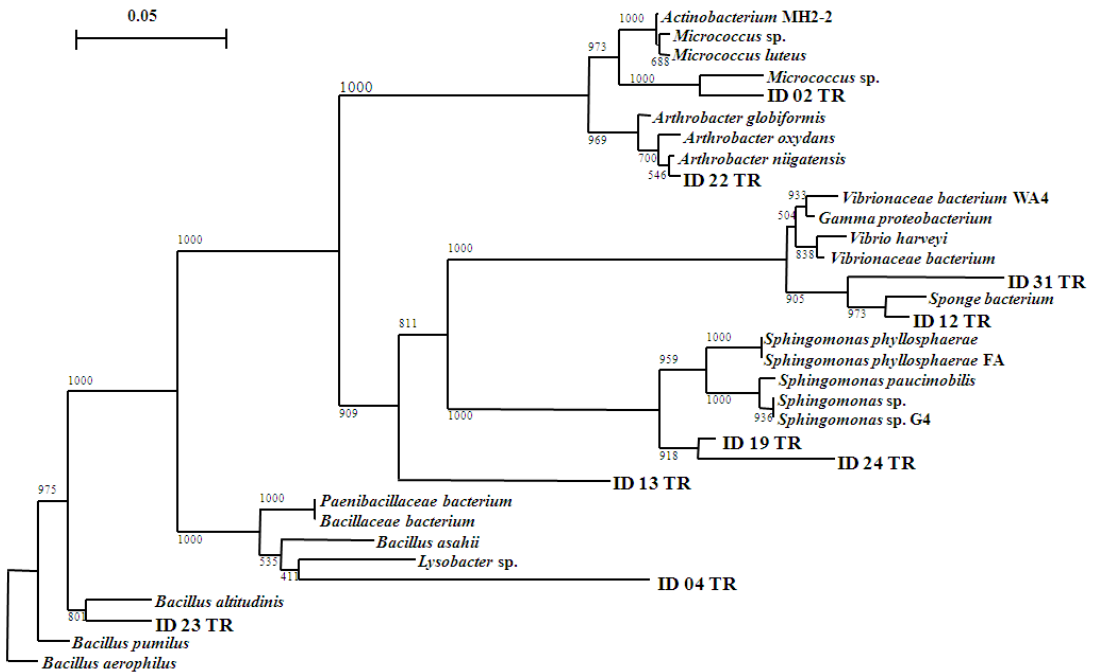 0.05
1000
Actinobacterium MH2-2
Micrococcus sp.
973
688
Micrococcus luteus
1000
Micrococcus sp.
1000
ID 02 TR
Arthrobacter globiformis
969
Arthrobacter oxydans
700
Arthrobacter niigatensis
546
ID 22 TR
933
Vibrionaceae bacterium WA4
504
Gamma proteobacterium
1000
1000
Vibrio harveyi
838
Vibrionaceae bacterium
ID 31 TR
905
Sponge bacterium
973
ID 12 TR
811
1000
Sphingomonas phyllosphaerae
959
Sphingomonas phyllosphaerae FA
1000
Sphingomonas paucimobilis
1000
Sphingomonas sp.
909
1000
936
Sphingomonas sp. G4
ID 19 TR
918
ID 24 TR
975
ID 13 TR
1000
Paenibacillaceae bacterium
Bacillaceae bacterium
1000
Bacillus asahii
535
Lysobacter sp.
411
ID 04 TR
Bacillus altitudinis
801
ID 23 TR
Bacillus pumilus
Bacillus aerophilus